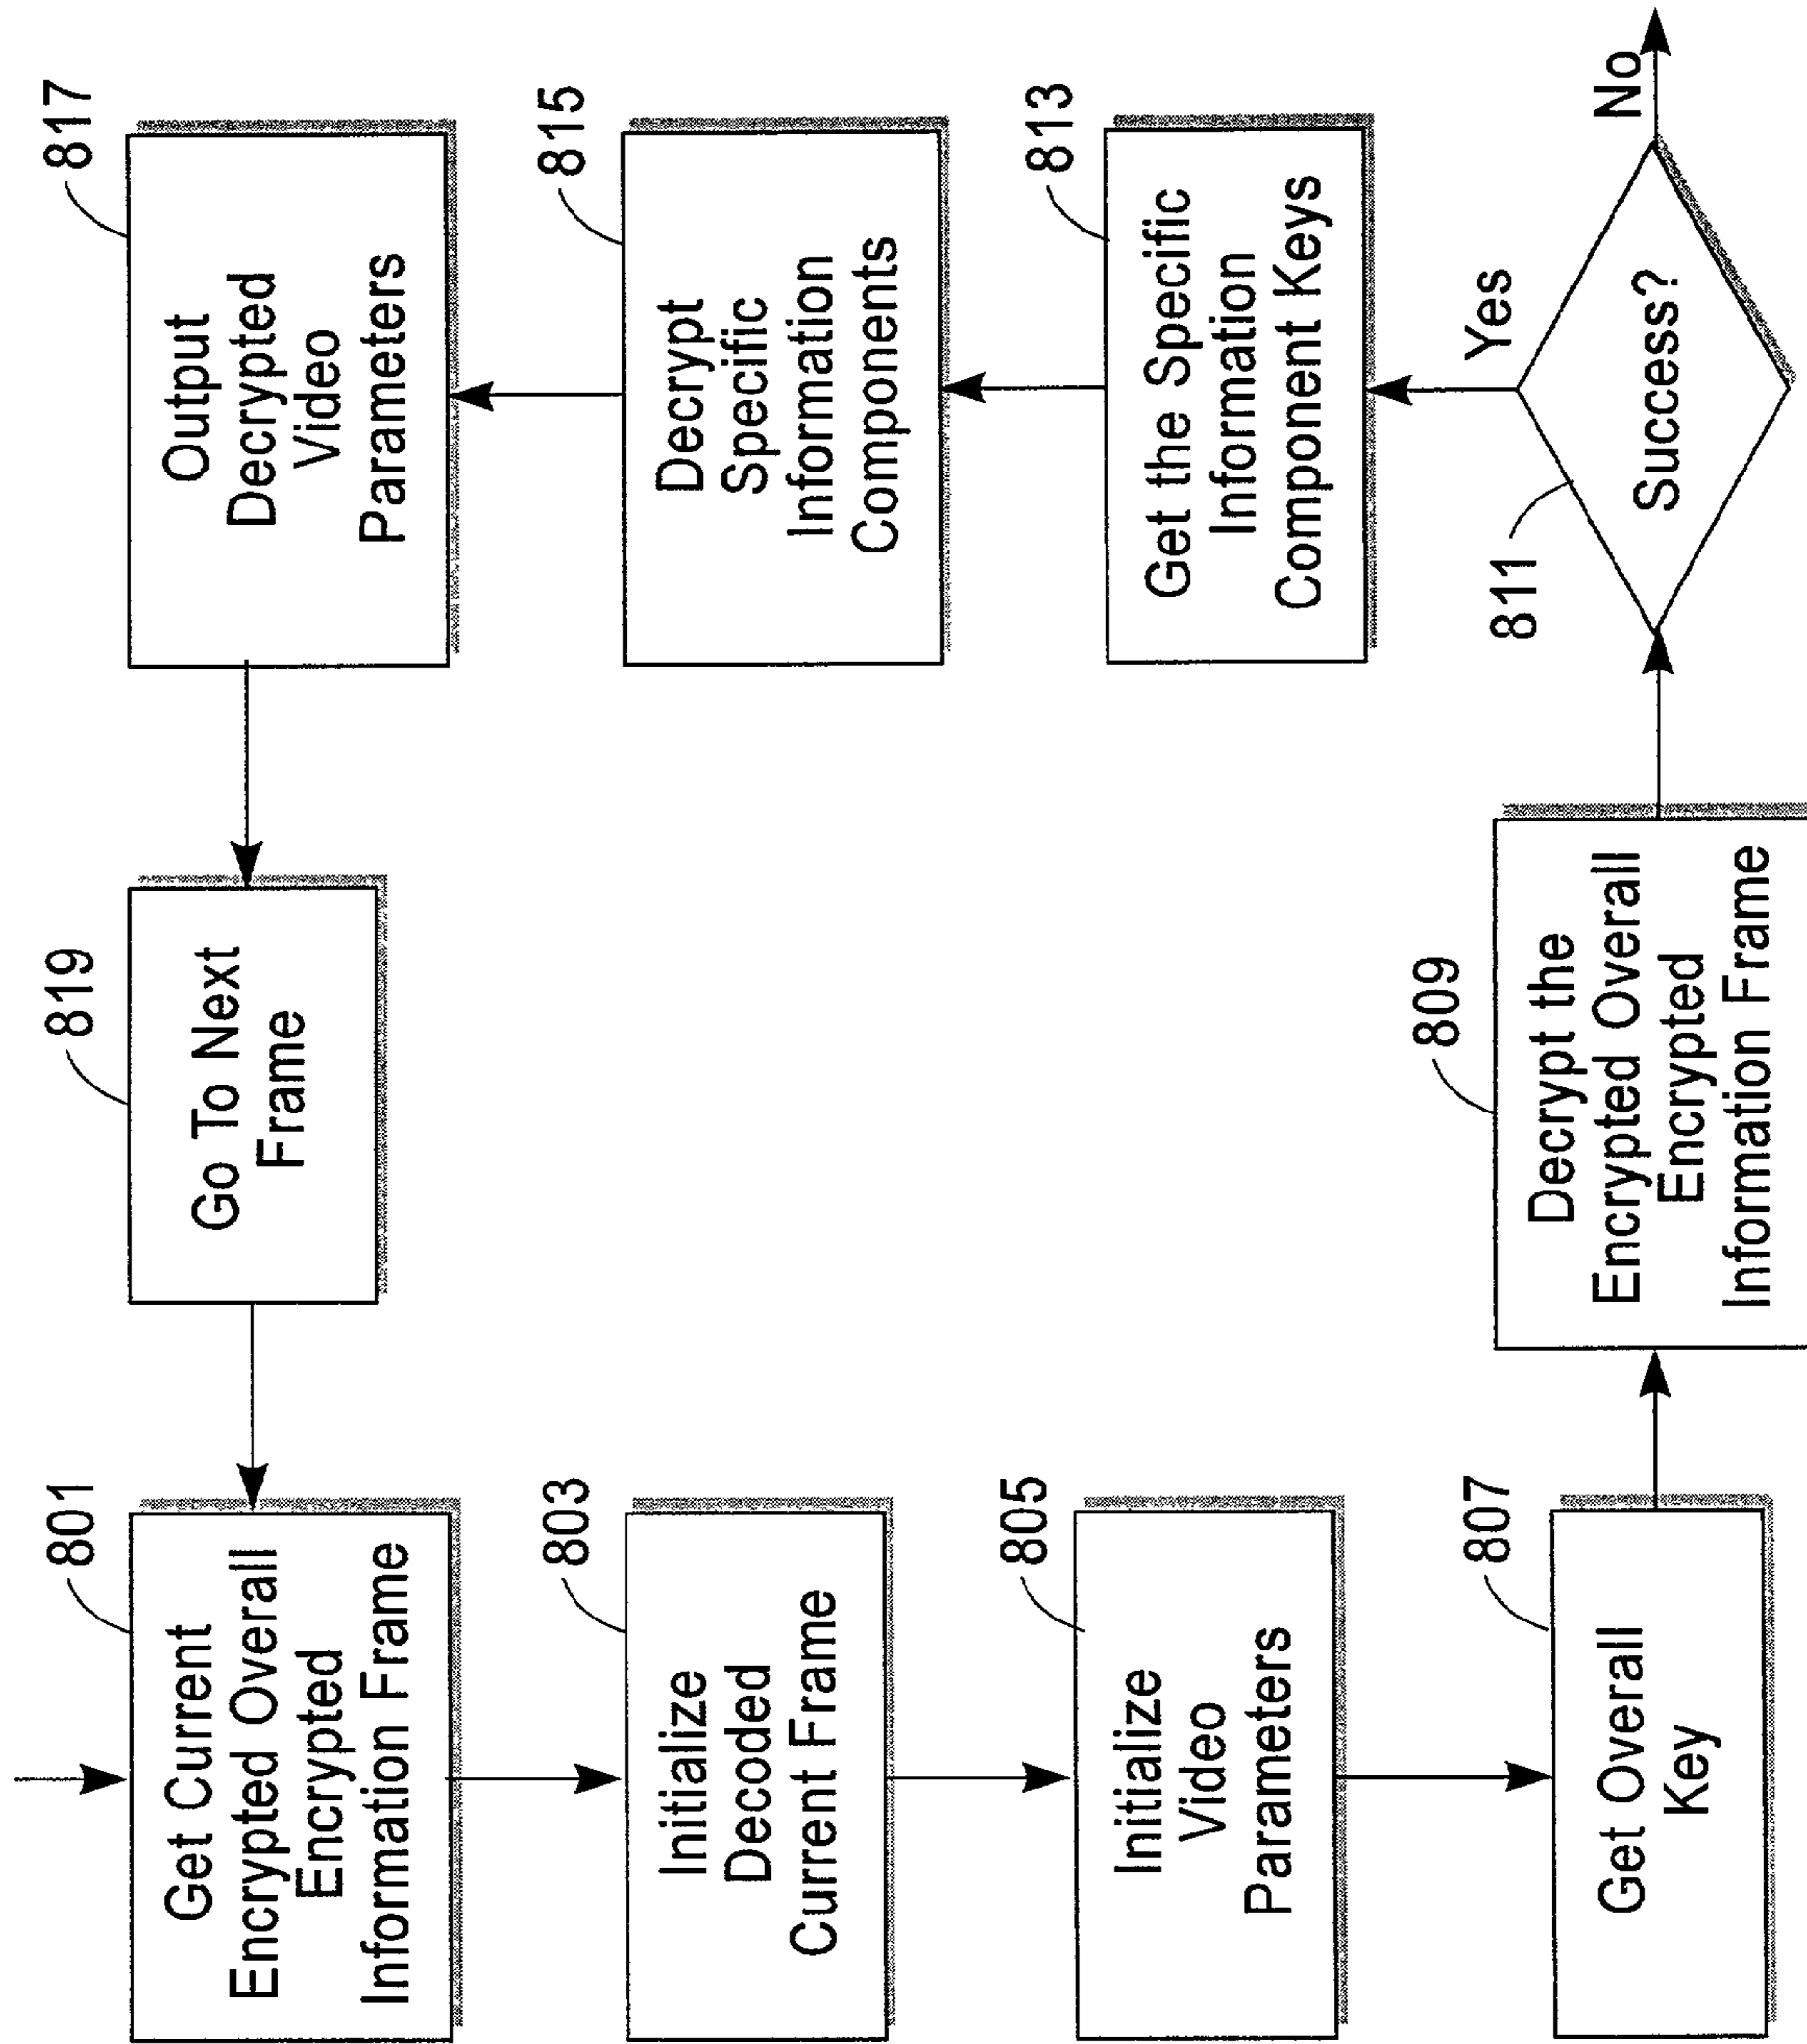 801
Get Current
Encrypted Overall
Encrypted
Information Frame
803
Initialize
Decoded
Current Frame
805
Initialize
Video
Parameters
807
Get Overall
Key
809
Decrypt the
Encrypted Overall
Encrypted
Information Frame
811
Success?
Yes
No
813
Get the Specific
Information
Component Keys
815
Decrypt
Specific
Information
Components
817
Output
Decrypted
Video
Parameters
819
Go To Next
Frame